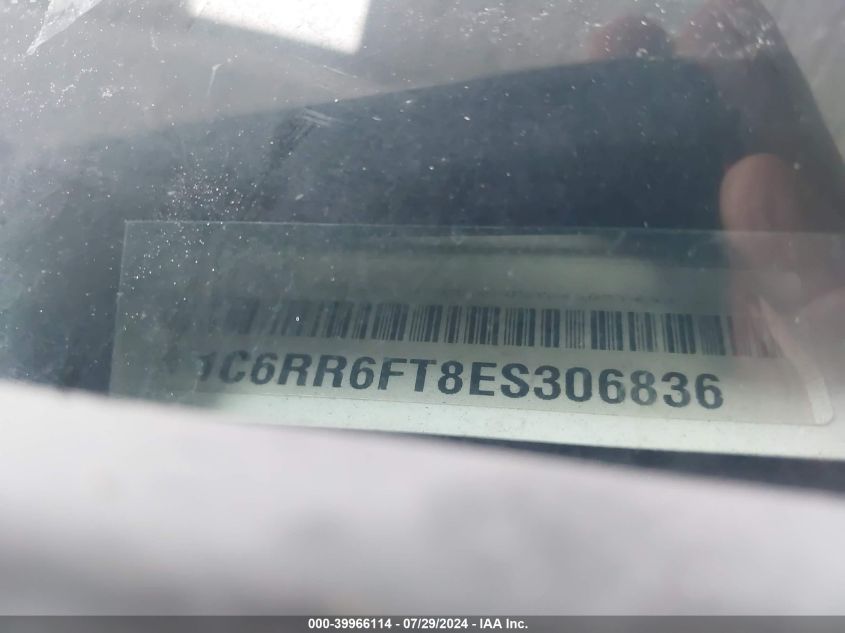 1C6RR6FT8ES306836
000-39966114 - 07/29/2024 - IAA Inc.